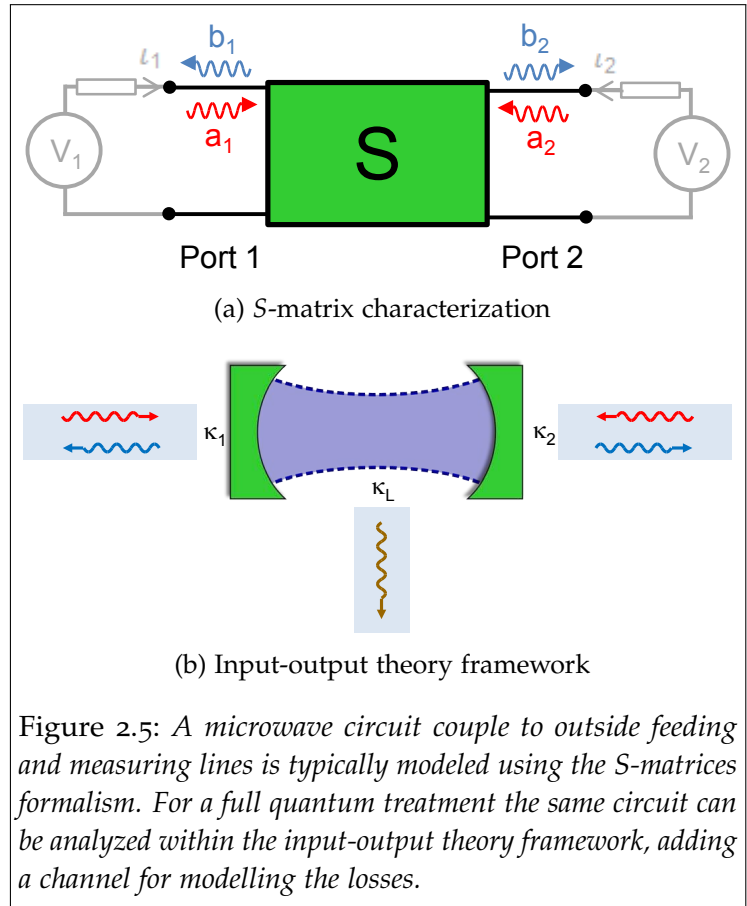 b₁ b₂
ι₁ ι₂
a₁ a₂
V₁ S V₂
Port 1 Port 2
(a) S-matrix characterization
κ₁ κ₂
κL
(b) Input-output theory framework
Figure 2.5: A microwave circuit couple to outside feeding
and measuring lines is typically modeled using the S-matrices
formalism. For a full quantum treatment the same circuit can
be analyzed within the input-output theory framework, adding
a channel for modelling the losses.